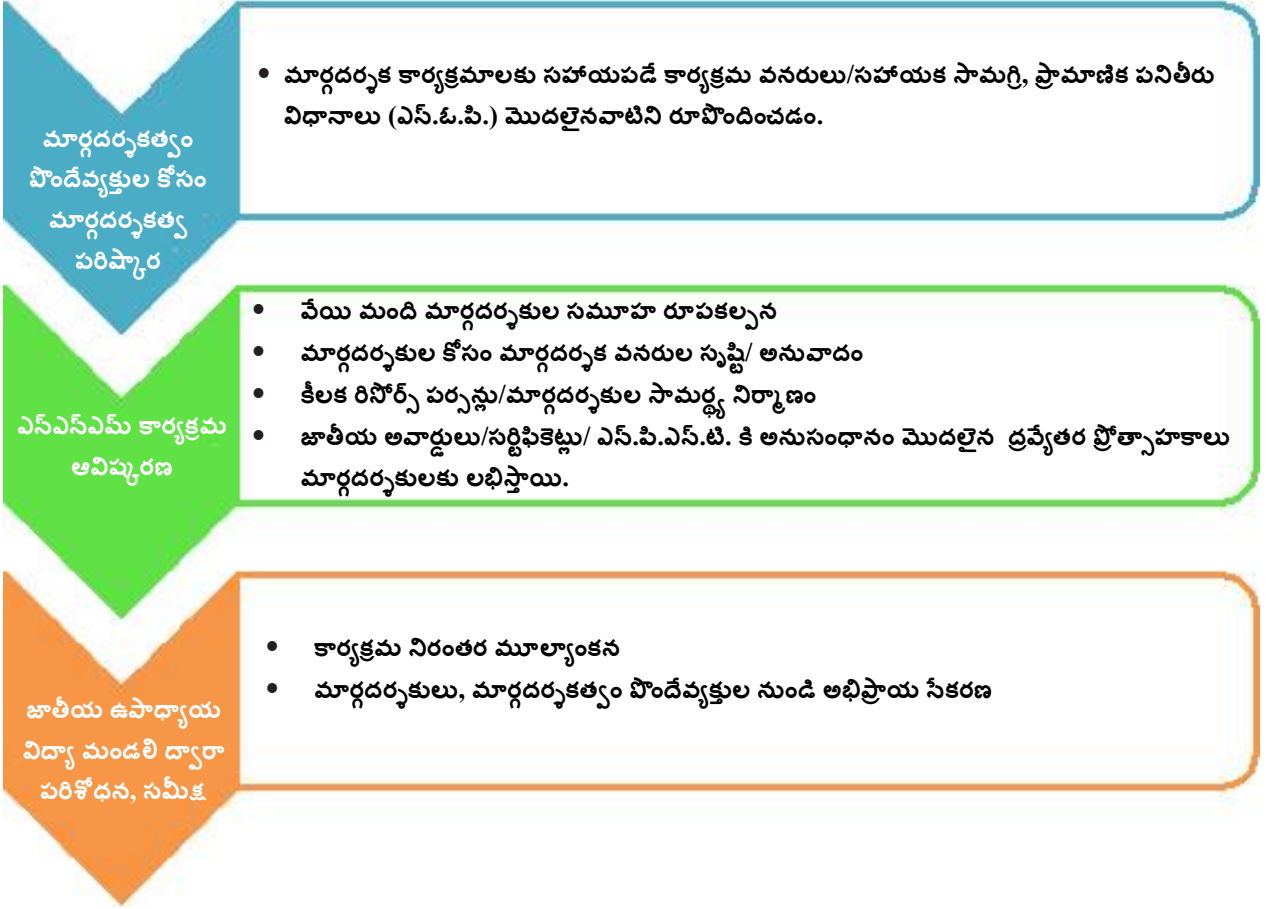 మార్గదర్శకత్వం
పొందేవ్యక్తుల కోసం
మార్గదర్శకత్వ
పరిష్కార
• మార్గదర్శక కార్యక్రమాలకు సహాయపడే కార్యక్రమ వనరులు/సహాయక సామగ్రి, ప్రామాణిక పనితీరు
విధానాలు (ఎస్.ఓ.పి.) మొదలైనవాటిని రూపొందించడం.
ఎస్ఎస్ఎమ్ కార్యక్రమ
ఆవిష్కరణ
• వేయి మంది మార్గదర్శకుల సమూహ రూపకల్పన
• మార్గదర్శకుల కోసం మార్గదర్శక వనరుల సృష్టి/ అనువాదం
• కీలక రిసోర్స్ పర్సన్లు/మార్గదర్శకుల సామర్థ్య నిర్మాణం
• జాతీయ అవార్డులు/సర్టిఫికెట్లు/ ఎస్.పి.ఎస్.టి. కి అనుసంధానం మొదలైన ద్రవ్యేతర ప్రోత్సాహకాలు
మార్గదర్శకులకు లభిస్తాయి.
జాతీయ ఉపాధ్యాయ
విద్యా మండలి ద్వారా
పరిశోధన, సమీక్ష
• కార్యక్రమ నిరంతర మూల్యాంకన
• మార్గదర్శకులు, మార్గదర్శకత్వం పొందేవ్యక్తుల నుండి అభిప్రాయ సేకరణ